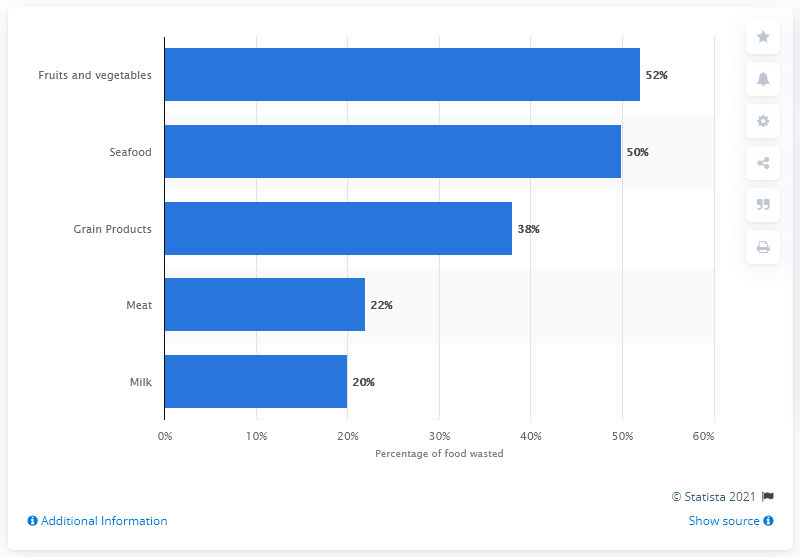 Fruits and vegetables
52%
Seafood
50%
Grain Products
38%
Meat
22%
Milk
20%
0% 10% 20% 30% 40% 50% 60%
Percentage of food wasted
© Statista 2021
Additional Information
Show source